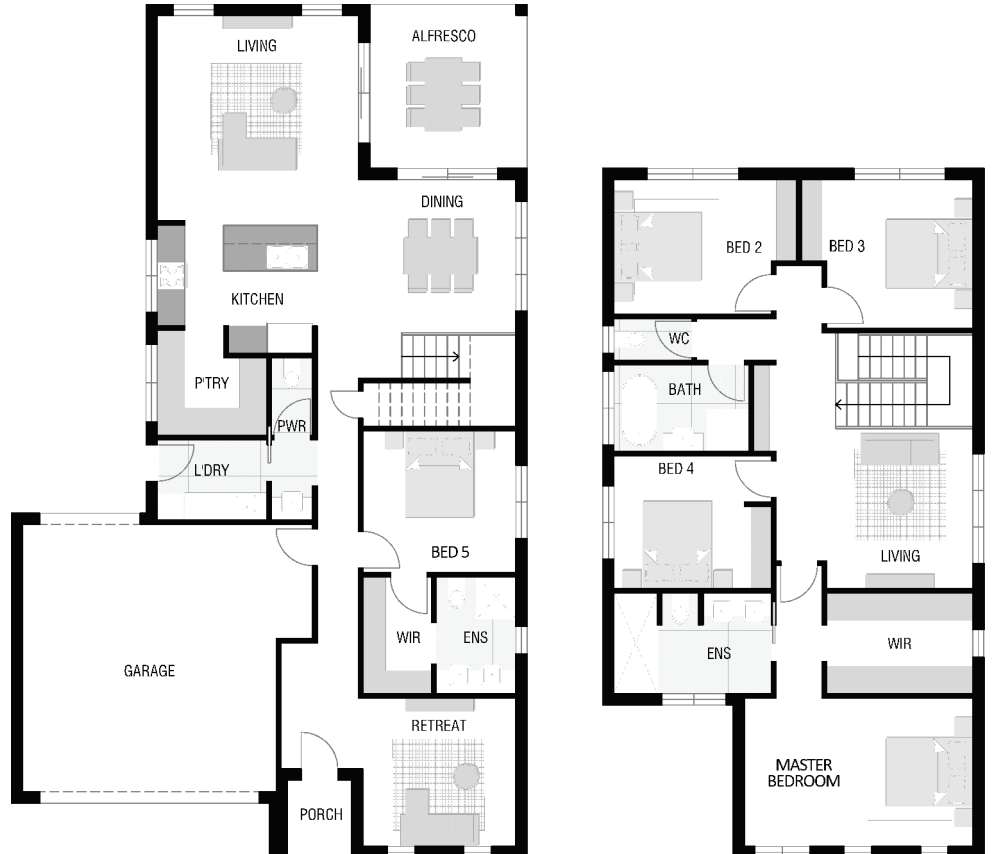 LIVING
ALFRESCO
DINING
KITCHEN
P'TRY
PWR
L'DRY
BED 5
WIR
ENS
GARAGE
RETREAT
PORCH
BED 2
BED 3
WC
BATH
BED 4
LIVING
ENS
WIR
MASTER
BEDROOM